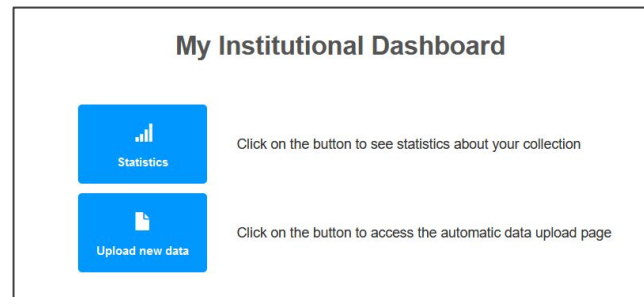 My Institutional Dashboard
Statistics
Click on the button to see statistics about your collection
Upload new data
Click on the button to access the automatic data upload page